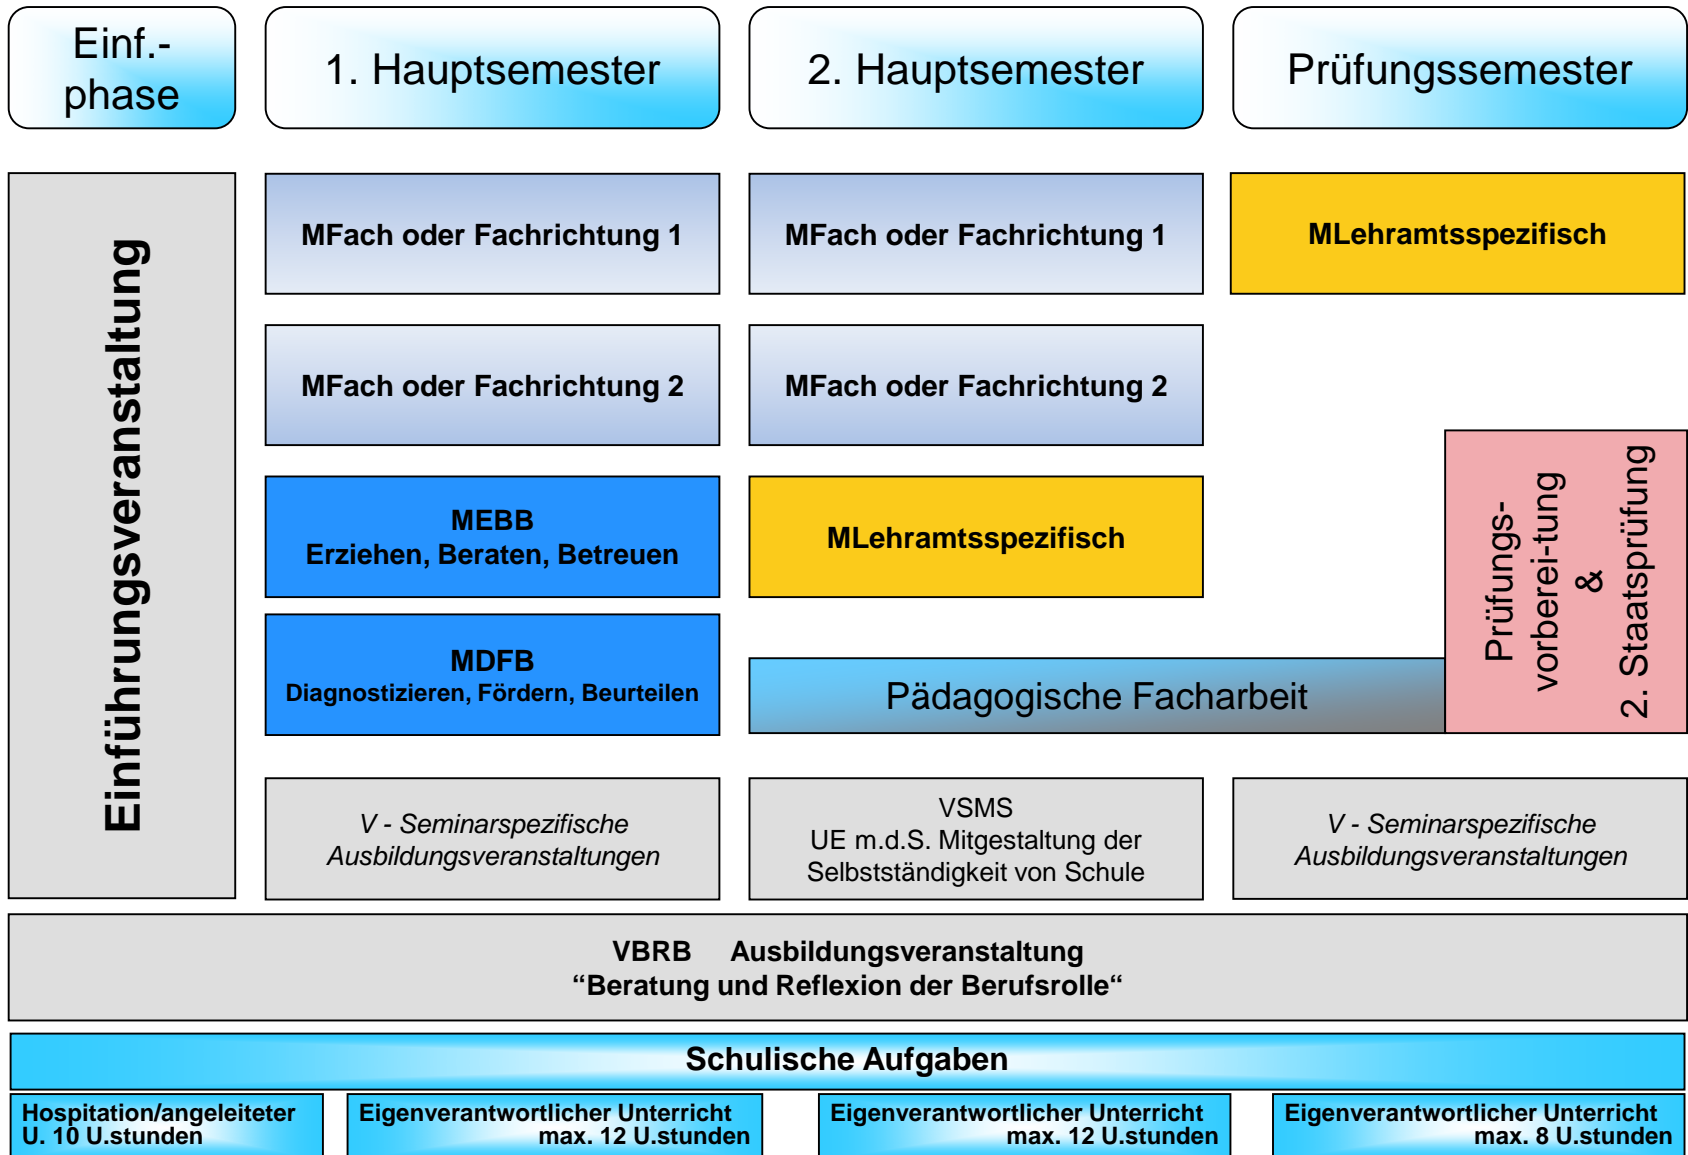 Einf.-
phase
1. Hauptsemester
2. Hauptsemester
Prüfungssemester
Einführungsveranstaltung
MFach oder Fachrichtung 1
MFach oder Fachrichtung 1
MLehramtsspezifisch
MFach oder Fachrichtung 2
MFach oder Fachrichtung 2
MEBB
Erziehen, Beraten, Betreuen
MLehramtsspezifisch
Prüfungs-
vorberei-tung
&
2. Staatsprüfung
MDFB
Diagnostizieren, Fördern, Beurteilen
Pädagogische Facharbeit
V - Seminarspezifische
Ausbildungsveranstaltungen
VSMS
UE m.d.S. Mitgestaltung der
Selbstständigkeit von Schule
V - Seminarspezifische
Ausbildungsveranstaltungen
VBRB Ausbildungsveranstaltung
“Beratung und Reflexion der Berufsrolle“
Schulische Aufgaben
Hospitation/angeleiteter
U. 10 U.stunden
Eigenverantwortlicher Unterricht
max. 12 U.stunden
Eigenverantwortlicher Unterricht
max. 12 U.stunden
Eigenverantwortlicher Unterricht
max. 8 U.stunden